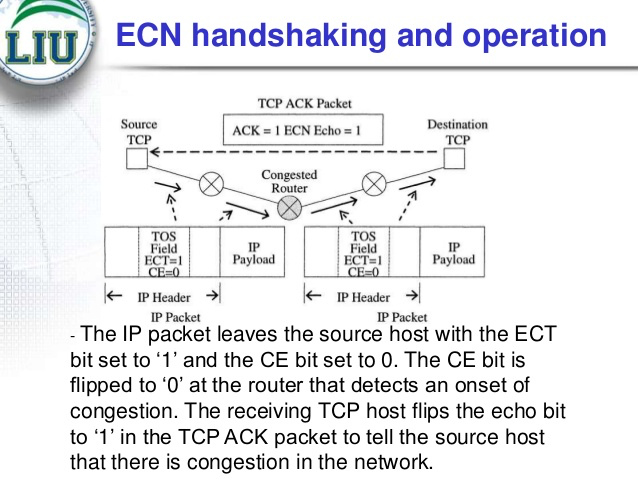 LIU
ECN handshaking and operation
TCP ACK Packet
Source
TCP
ACK = 1 ECN Echo = 1
Destination
TCP
Congested
Router
TOS
Field
ECT=1
CE=0
IP
Payload
TOS
Field
ECT=1
CE=0
IP
Payload
IP Header
IP Header
IP Packet
IP Packet
- The IP packet leaves the source host with the ECT
bit set to ‘1’ and the CE bit set to 0. The CE bit is
flipped to ‘0’ at the router that detects an onset of
congestion. The receiving TCP host flips the echo bit
to ‘1’ in the TCP ACK packet to tell the source host
that there is congestion in the network.